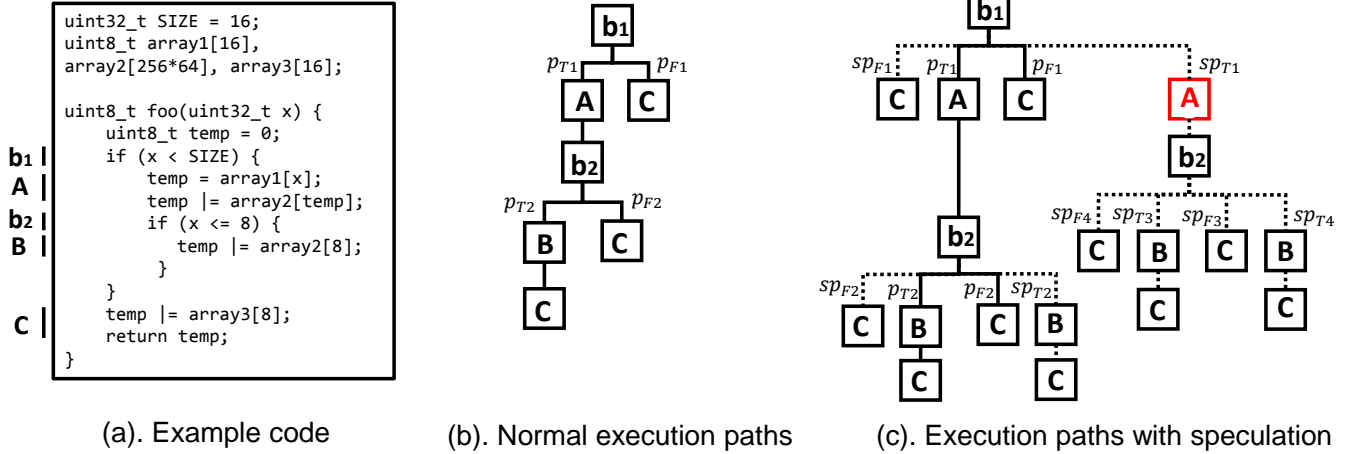 uint32_t SIZE = 16;
uint8_t array1[16],
array2[256*64], array3[16];
uint8_t foo(uint32_t x) {
uint8_t temp = 0;
b1 if (x < SIZE) {
A temp = array1[x];
temp |= array2[temp];
b2 if (x <= 8) {
B temp |= array2[8];
}
}
C temp |= array3[8];
return temp;
}
(a). Example code
b1
pT1 pF1
A C
b2
pT2 pF2
B C
C
(b). Normal execution paths
b1
spF1 pT1 pF1 spT1
C A C A
b2
spF4 spT3 spF3 spT4
C B C B
C C
b2
spF2 pT2 pF2 spT2
C B C B
C C
(c). Execution paths with speculation